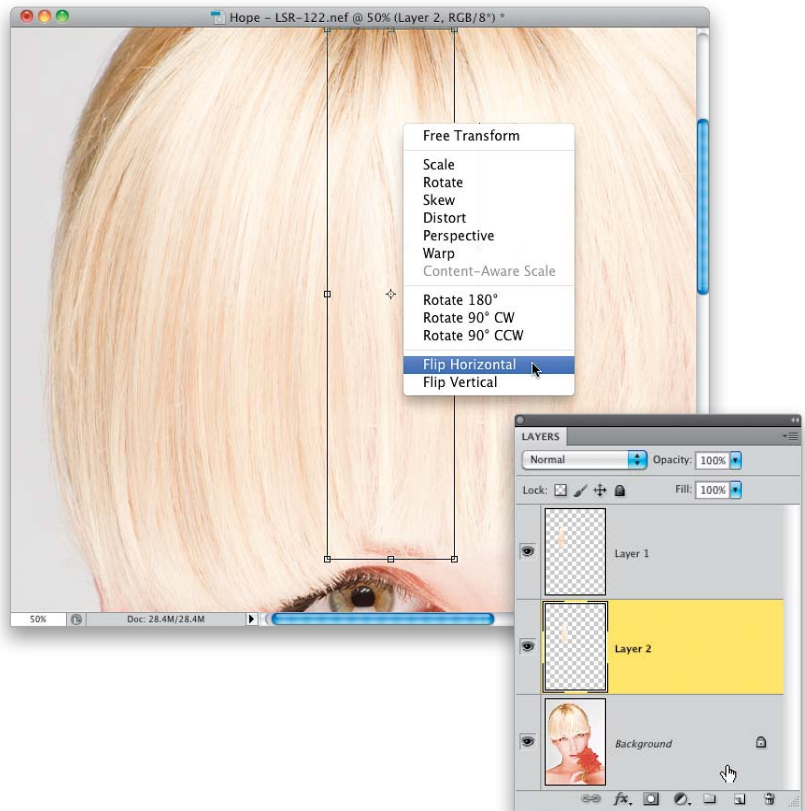 Hope – LSR-122.nef @ 50% (Layer 2, RGB/8*) *
Free Transform
Scale
Rotate
Skew
Distort
Perspective
Warp
Content-Aware Scale
Rotate 180°
Rotate 90° CW
Rotate 90° CCW
Flip Horizontal
Flip Vertical
50%
Doc: 28.4M/28.4M
LAYERS
Normal
Opacity: 100%
Lock:
Fill: 100%
Layer 1
Layer 2
Background
fx.